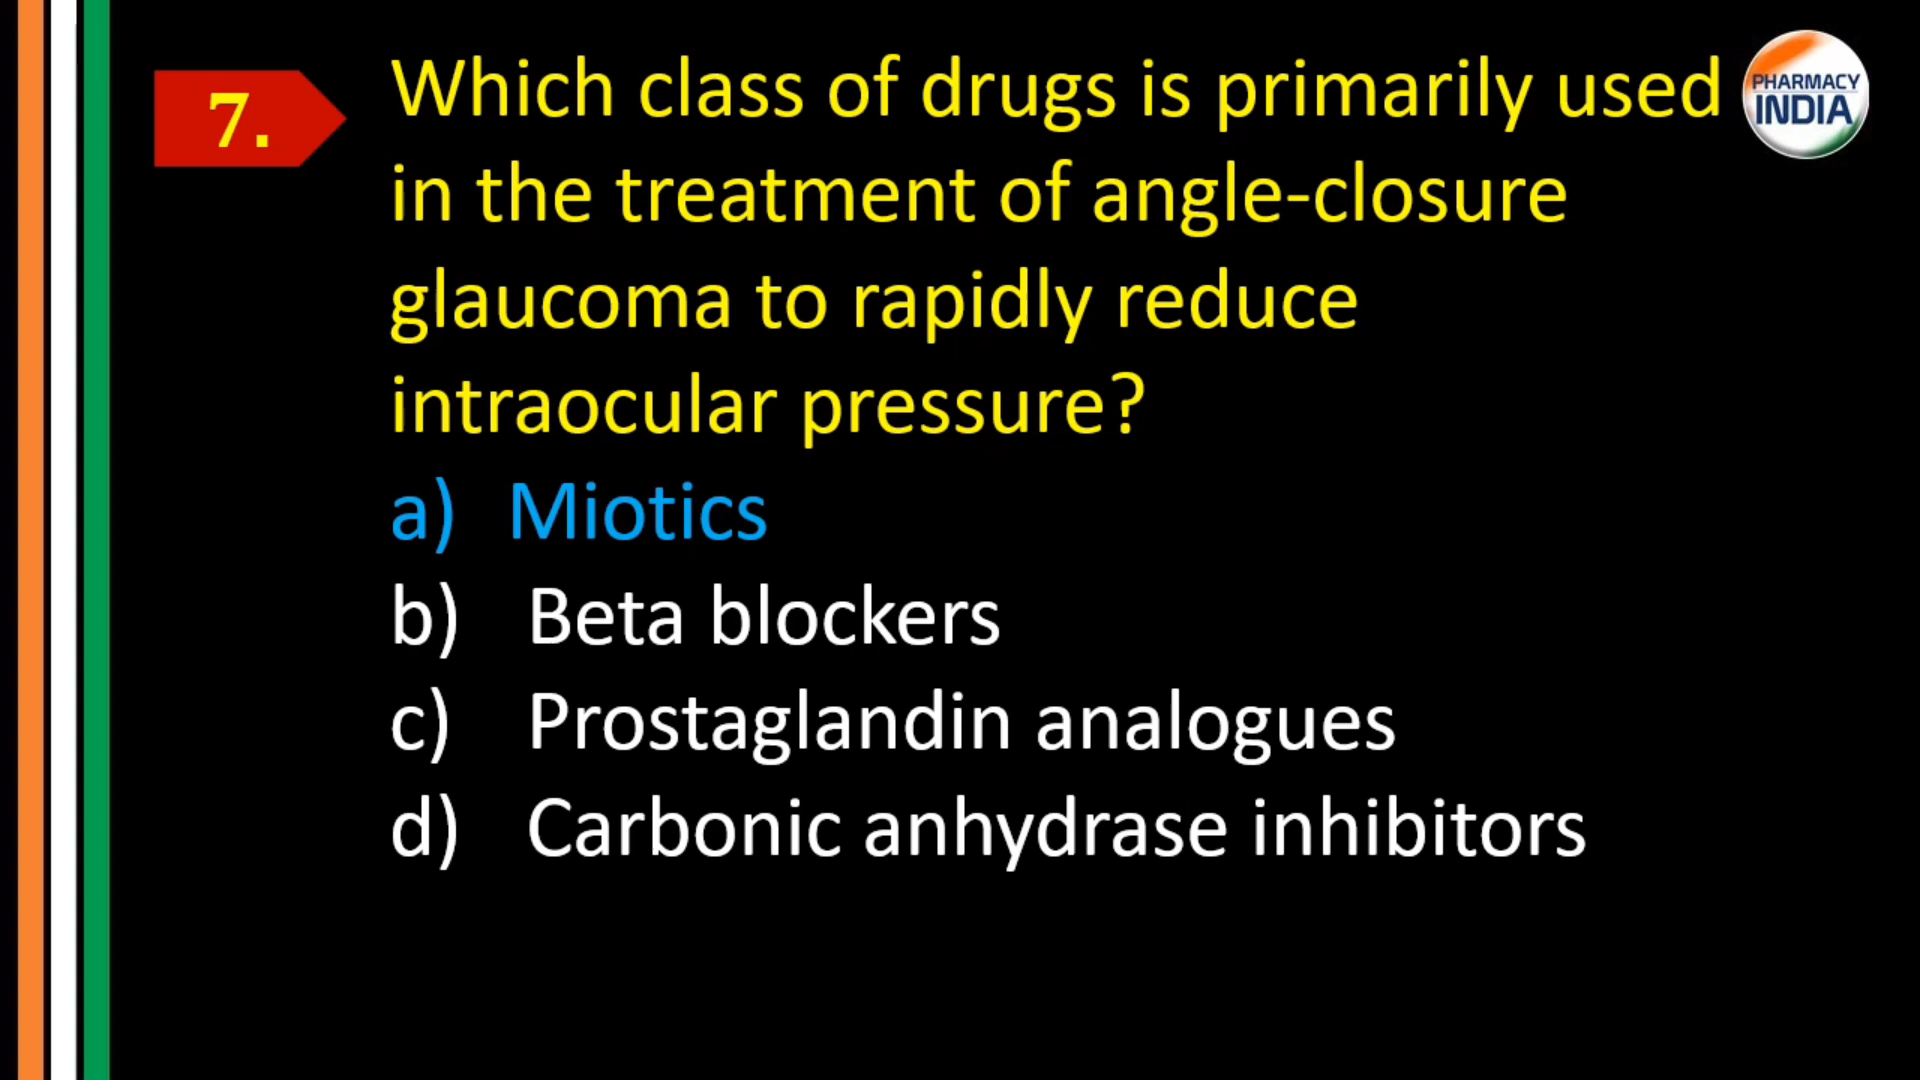 7.
Which class of drugs is primarily used
in the treatment of angle-closure
glaucoma to rapidly reduce
intraocular pressure?
a) Miotics
b) Beta blockers
c) Prostaglandin analogues
d) Carbonic anhydrase inhibitors
PHARMACY
INDIA